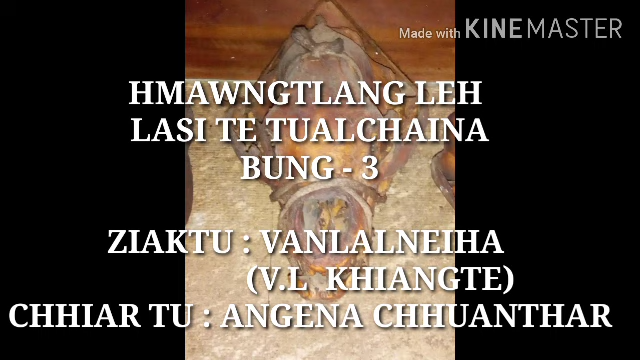 Made with KINEMASTER
HMAWNGTLANG LEH
LASI TE TUALCHAINA
BUNG - 3
ZIAKTU : VANLALNEIHA
(V.L KHIANGTE)
CHHIAR TU : ANGENA CHHUANTHAR